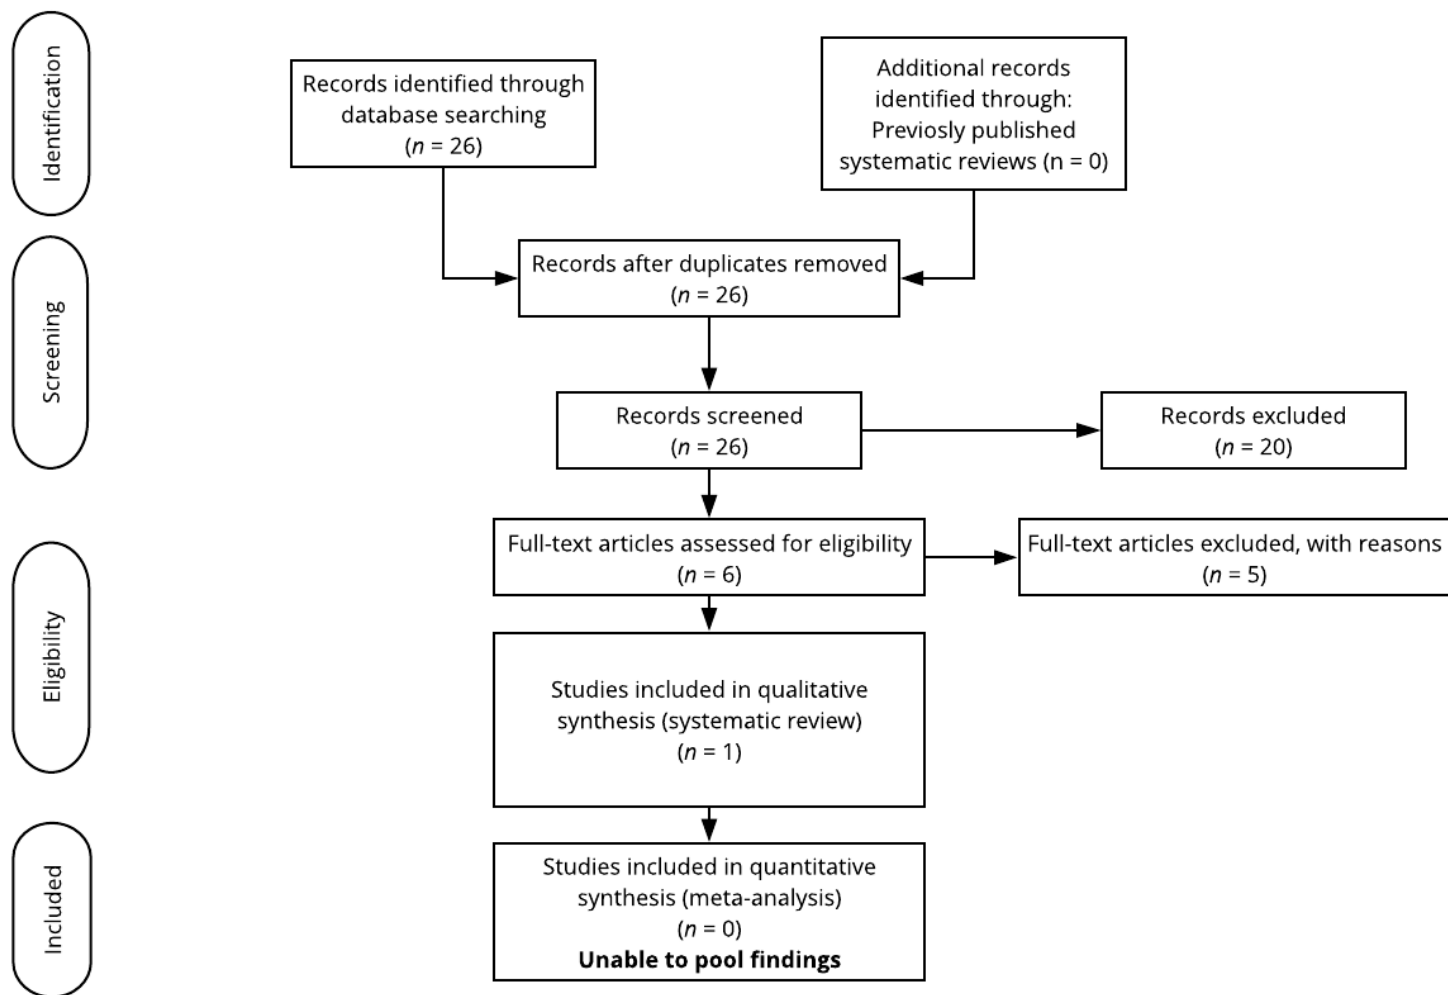 Identification
Records identified through
database searching
(n = 26)
Additional records
identified through:
Previosly published
systematic reviews (n = 0)
Screening
Records after duplicates removed
(n = 26)
Records screened
(n = 26)
Records excluded
(n = 20)
Eligibility
Full-text articles assessed for eligibility
(n = 6)
Full-text articles excluded, with reasons
(n = 5)
Studies included in qualitative
synthesis (systematic review)
(n = 1)
Included
Studies included in quantitative
synthesis (meta-analysis)
(n = 0)
Unable to pool findings